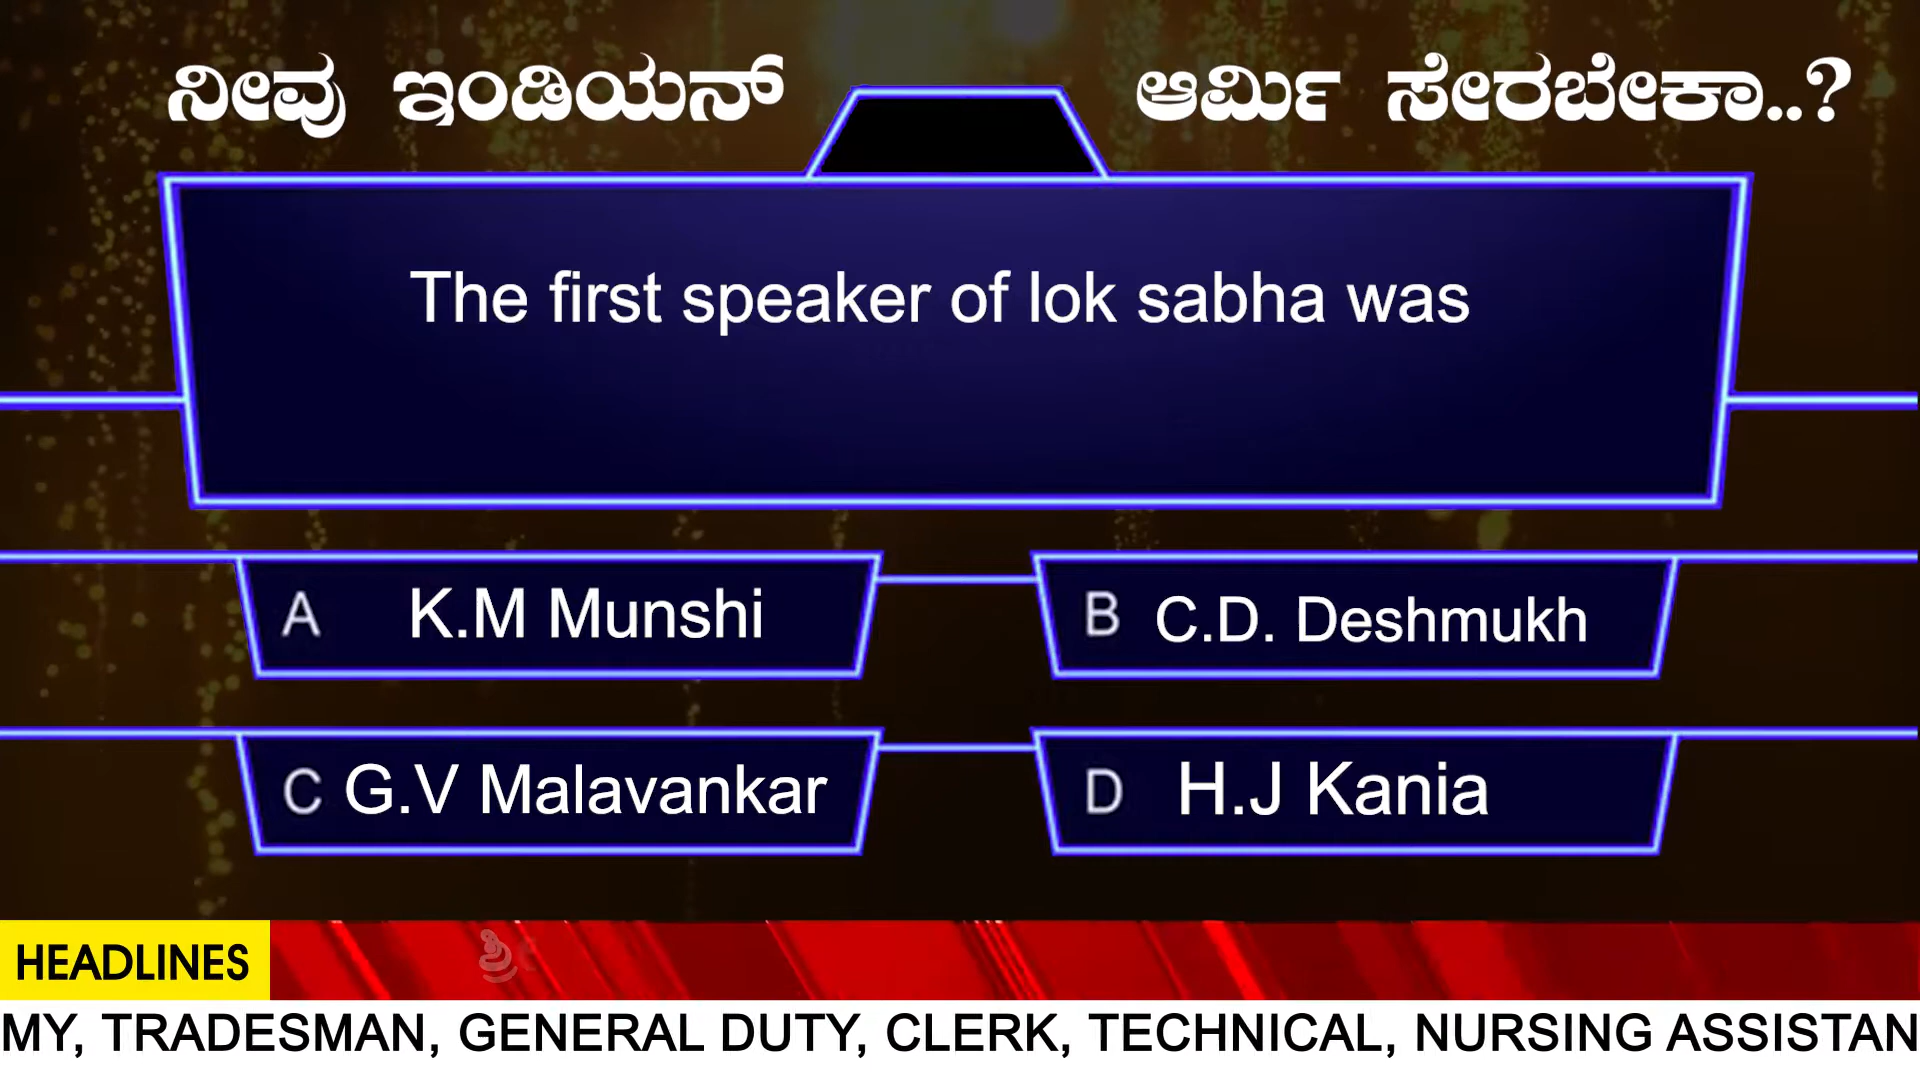 ನೀವು ಇಂಡಿಯನ್ ಆರ್ಮಿ ಸೇರಬೇಕಾ..?
The first speaker of lok sabha was
A K.M Munshi
B C.D. Deshmukh
C G.V Malavankar
D H.J Kania
HEADLINES
MY, TRADESMAN, GENERAL DUTY, CLERK, TECHNICAL, NURSING ASSISTAN